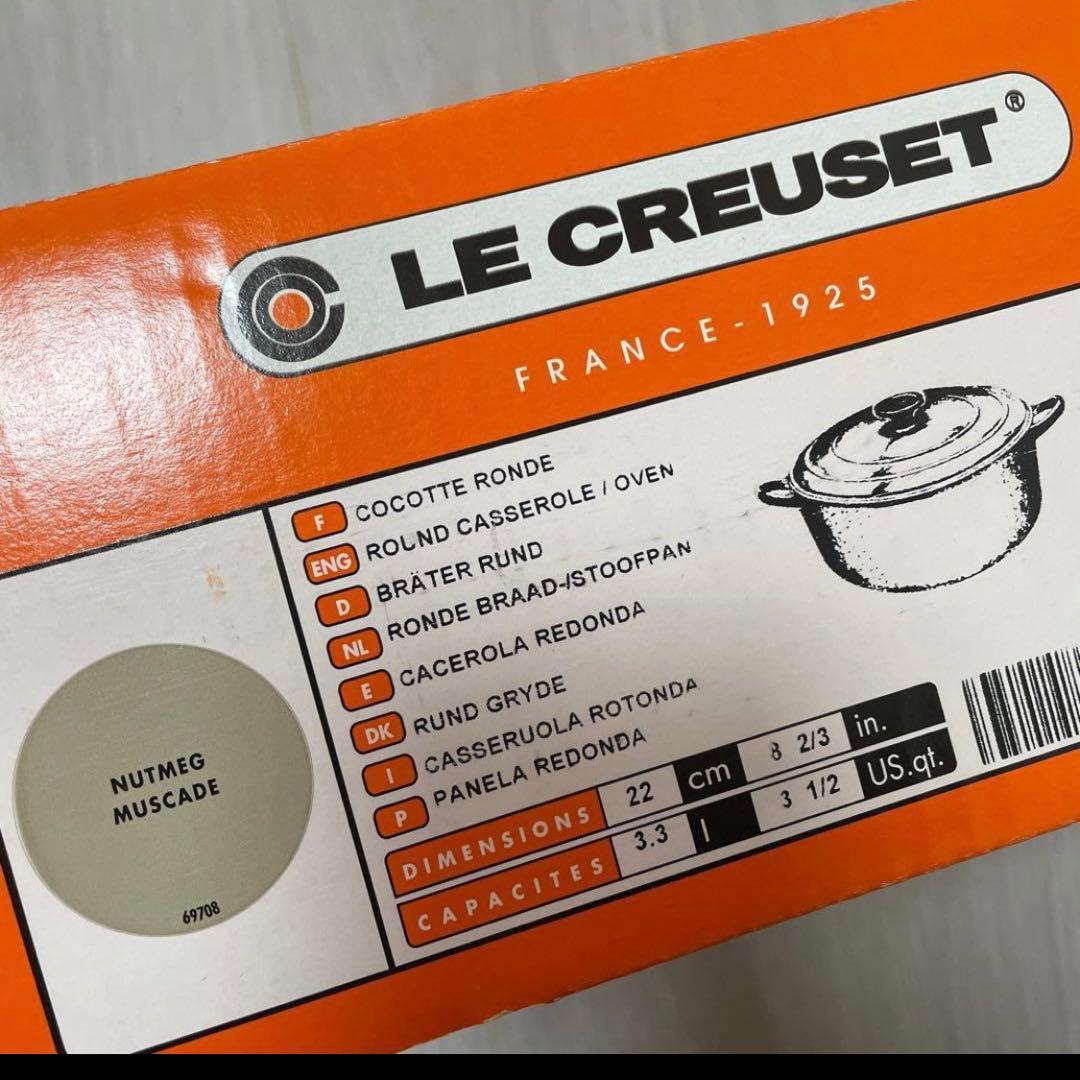 LE CREUSET®
FRANCE - 1925
F COCOTTE RONDE
ENG ROUND CASSEROLE / OVEN
D BRÄTER RUND
NL RONDE BRAAD-/STOOFPAN
E CACEROLA REDONDA
DK RUND GRYDE
I CASSERUOLA ROTONDA
P PANELA REDONDA
DIMENSIONS 22 cm 8 2/3 in.
CAPACITES 3.3 l 3 1/2 US.qt.
NUTMEG
MUSCADE
69708